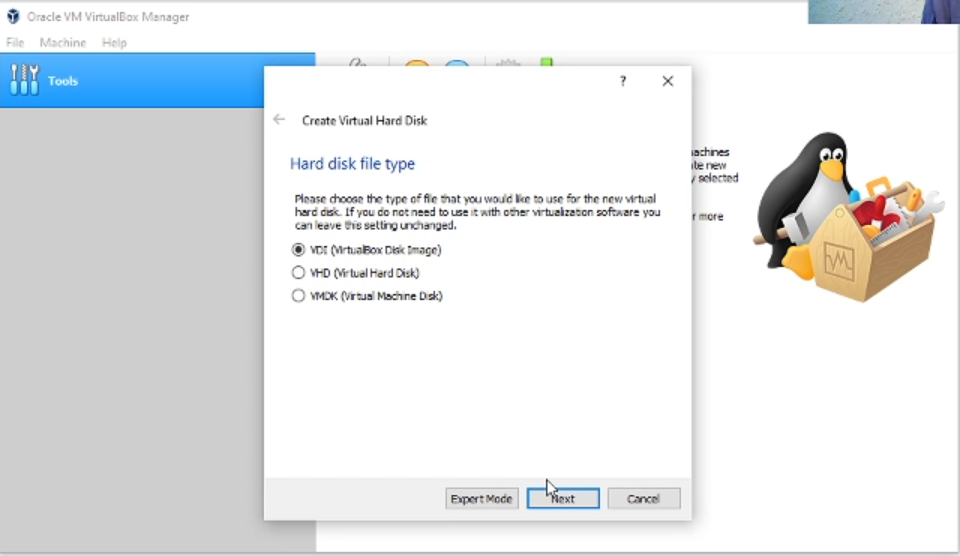 Oracle VM VirtualBox Manager
File Machine Help
Tools
?
Create Virtual Hard Disk
Hard disk file type
Please choose the type of file that you would like to use for the new virtual
hard disk. If you do not need to use it with other virtualization software you
can leave this setting unchanged.
VDI (VirtualBox Disk Image)
VHD (Virtual Hard Disk)
VMDK (Virtual Machine Disk)
new
selected
more
Expert Mode Next Cancel